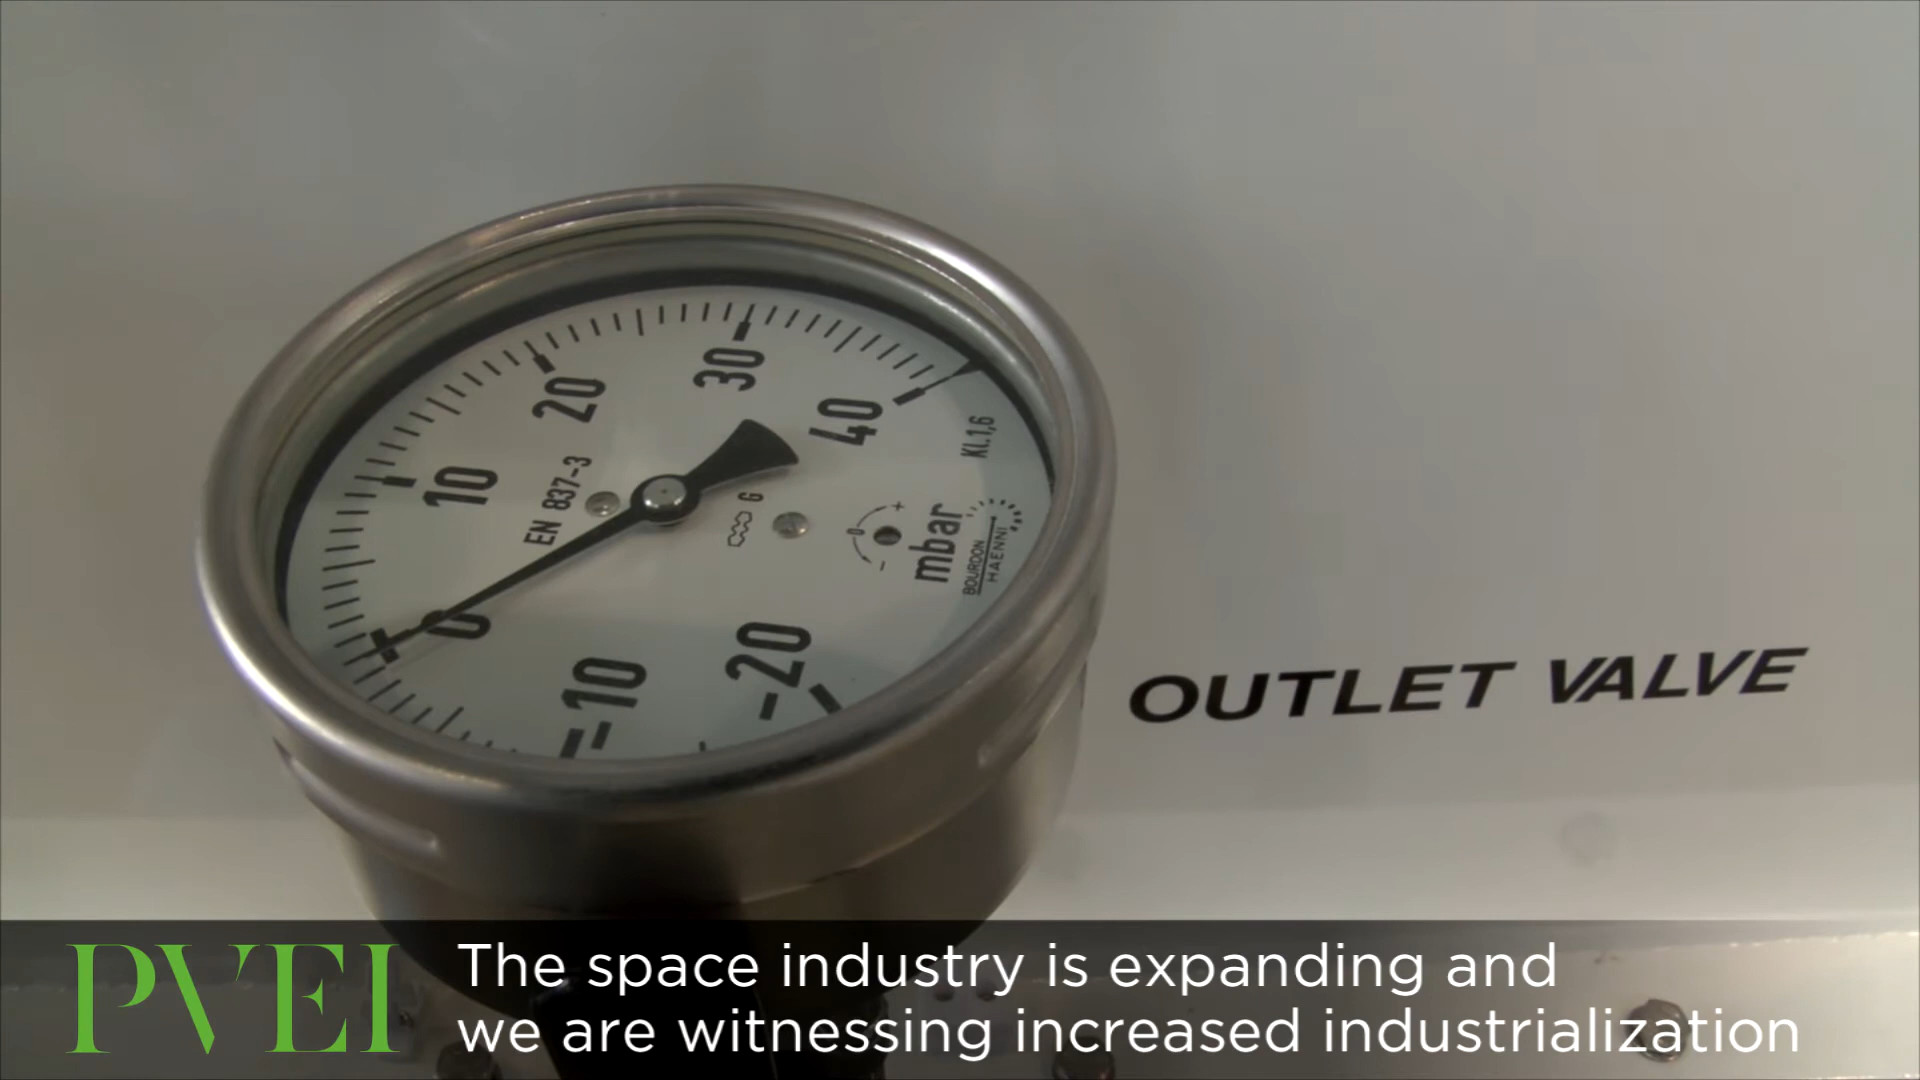 30
20
40
10
KL.1,6
EN 837-3
G
+
0
-
mbar
BOURDON
HAENNI
0
-20
-10
OUTLET VALVE
PVEI
The space industry is expanding and
we are witnessing increased industrialization